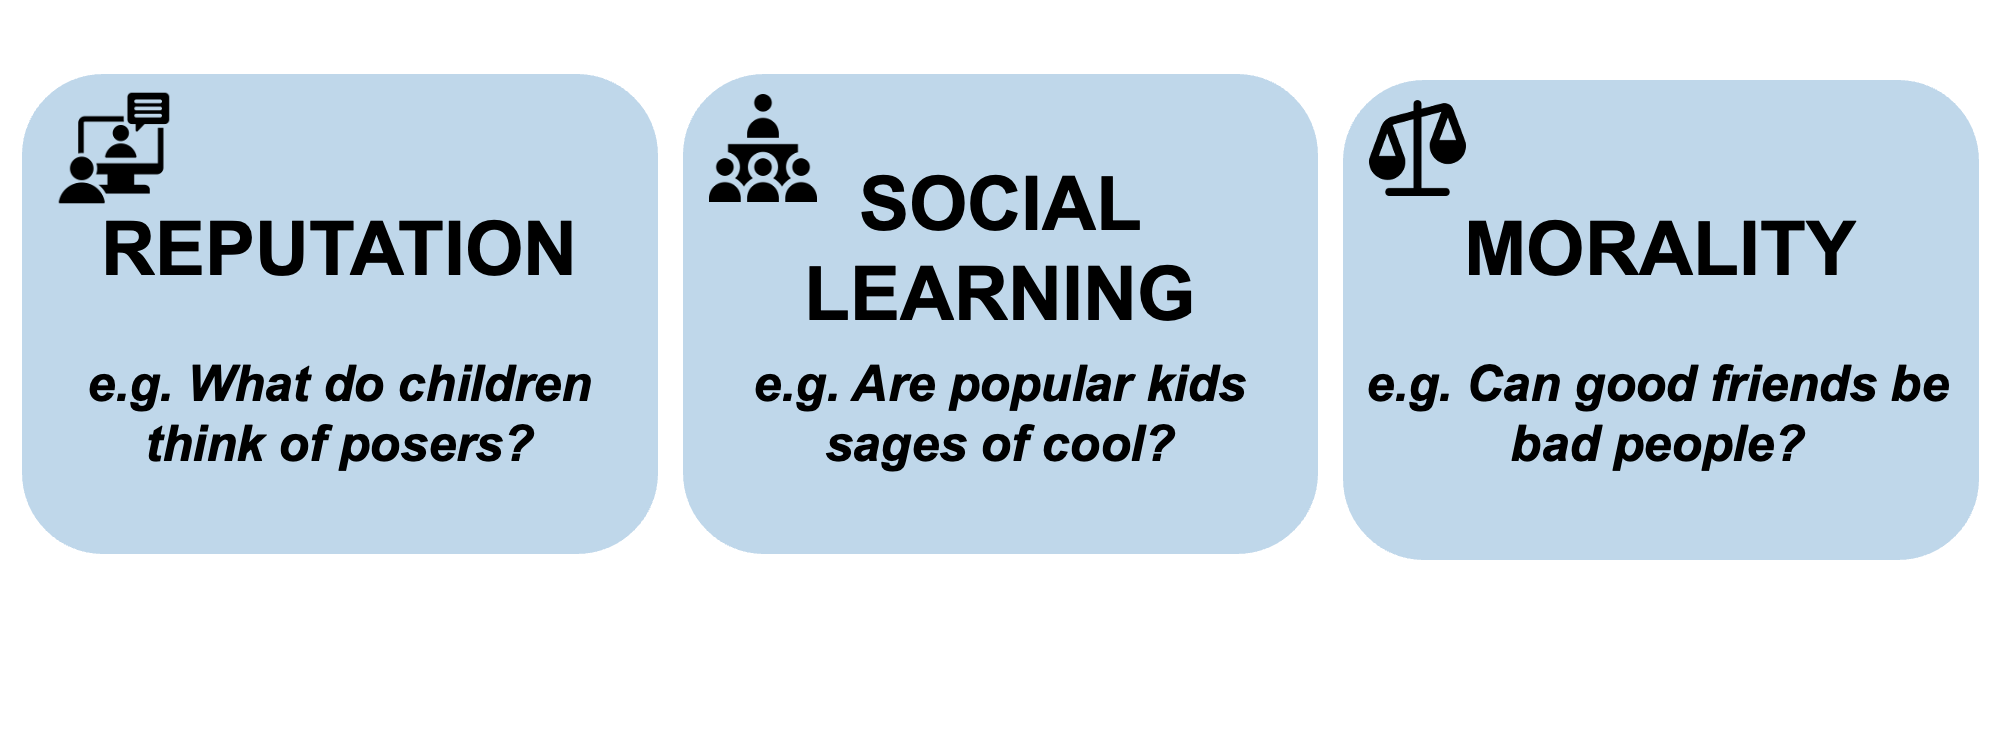 REPUTATION
e.g. What do children
think of posers?
SOCIAL
LEARNING
e.g. Are popular kids
sages of cool?
MORALITY
e.g. Can good friends be
bad people?